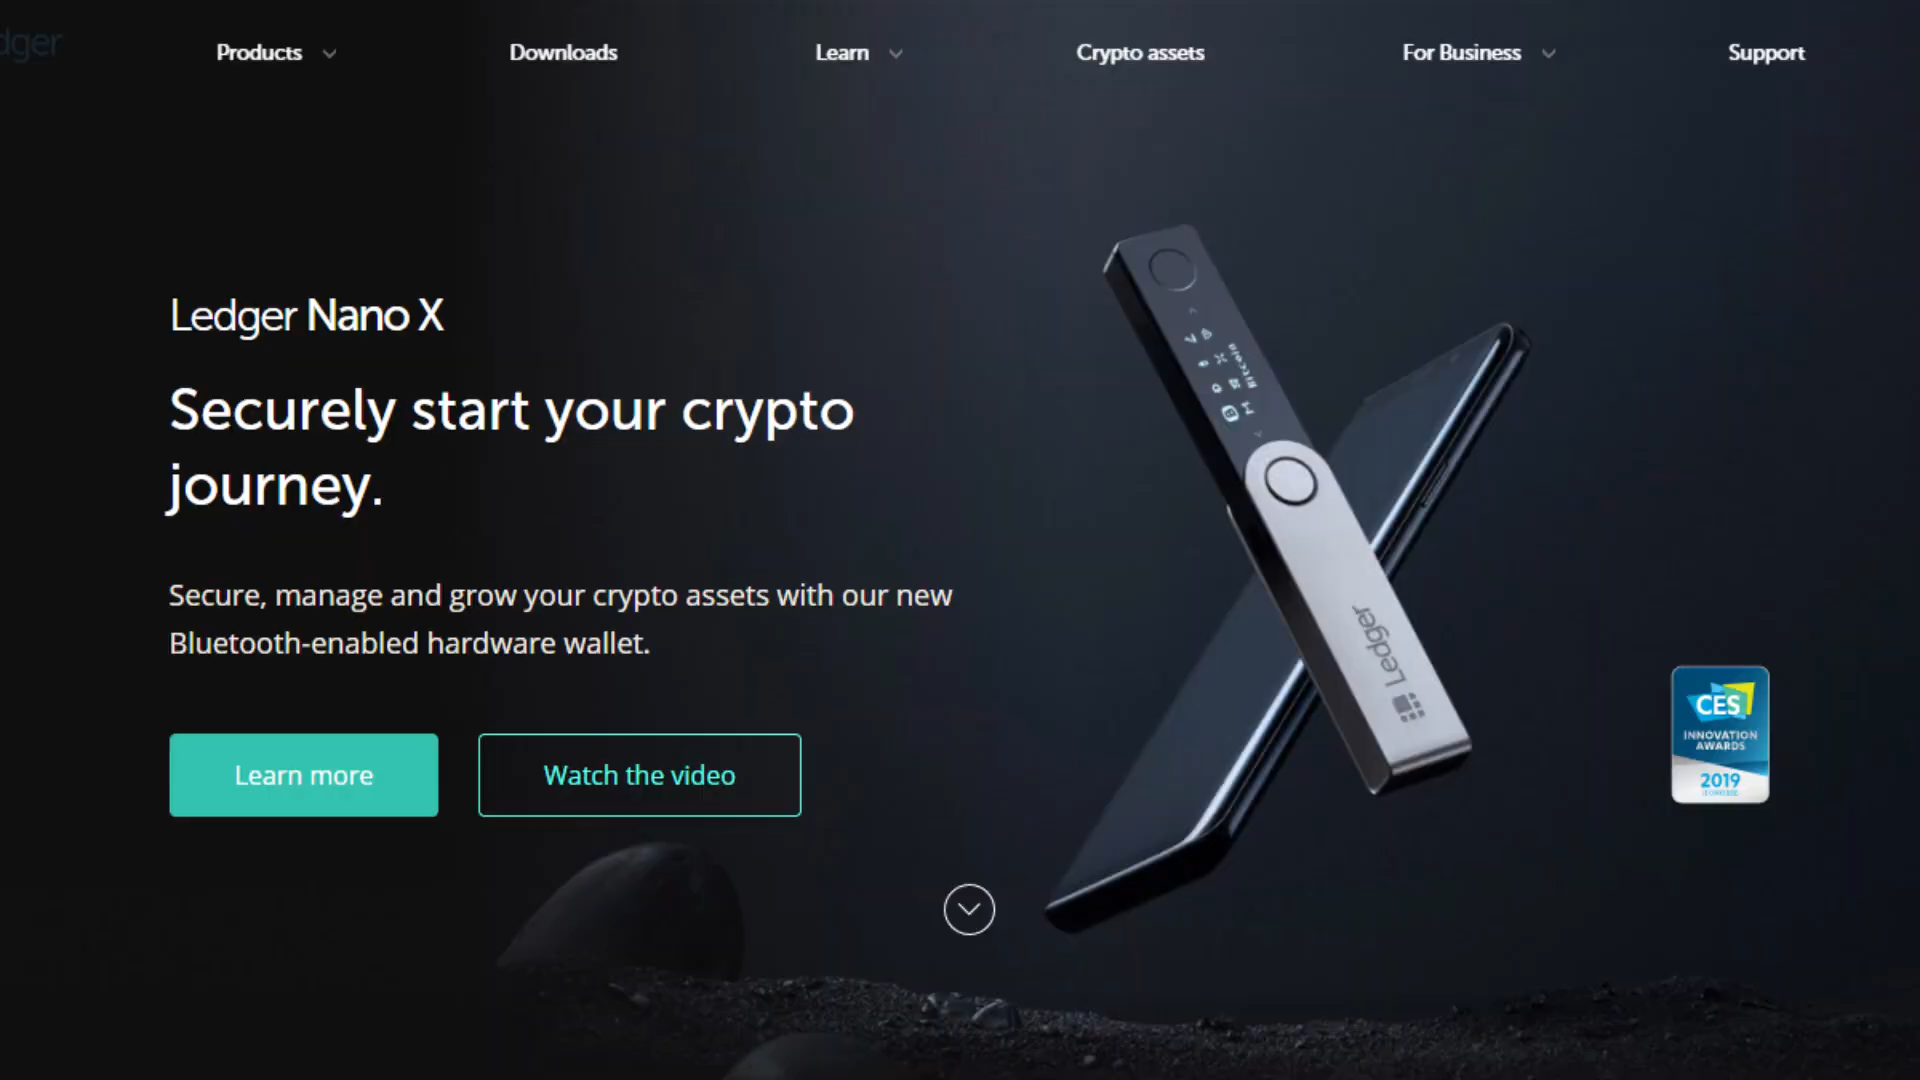 dger
Products
Downloads
Learn
Crypto assets
For Business
Support
Ledger Nano X
Securely start your crypto
journey.
Secure, manage and grow your crypto assets with our new
Bluetooth-enabled hardware wallet.
Learn more
Watch the video
Bitcoin
Ledger
CES
INNOVATION
AWARDS
2019